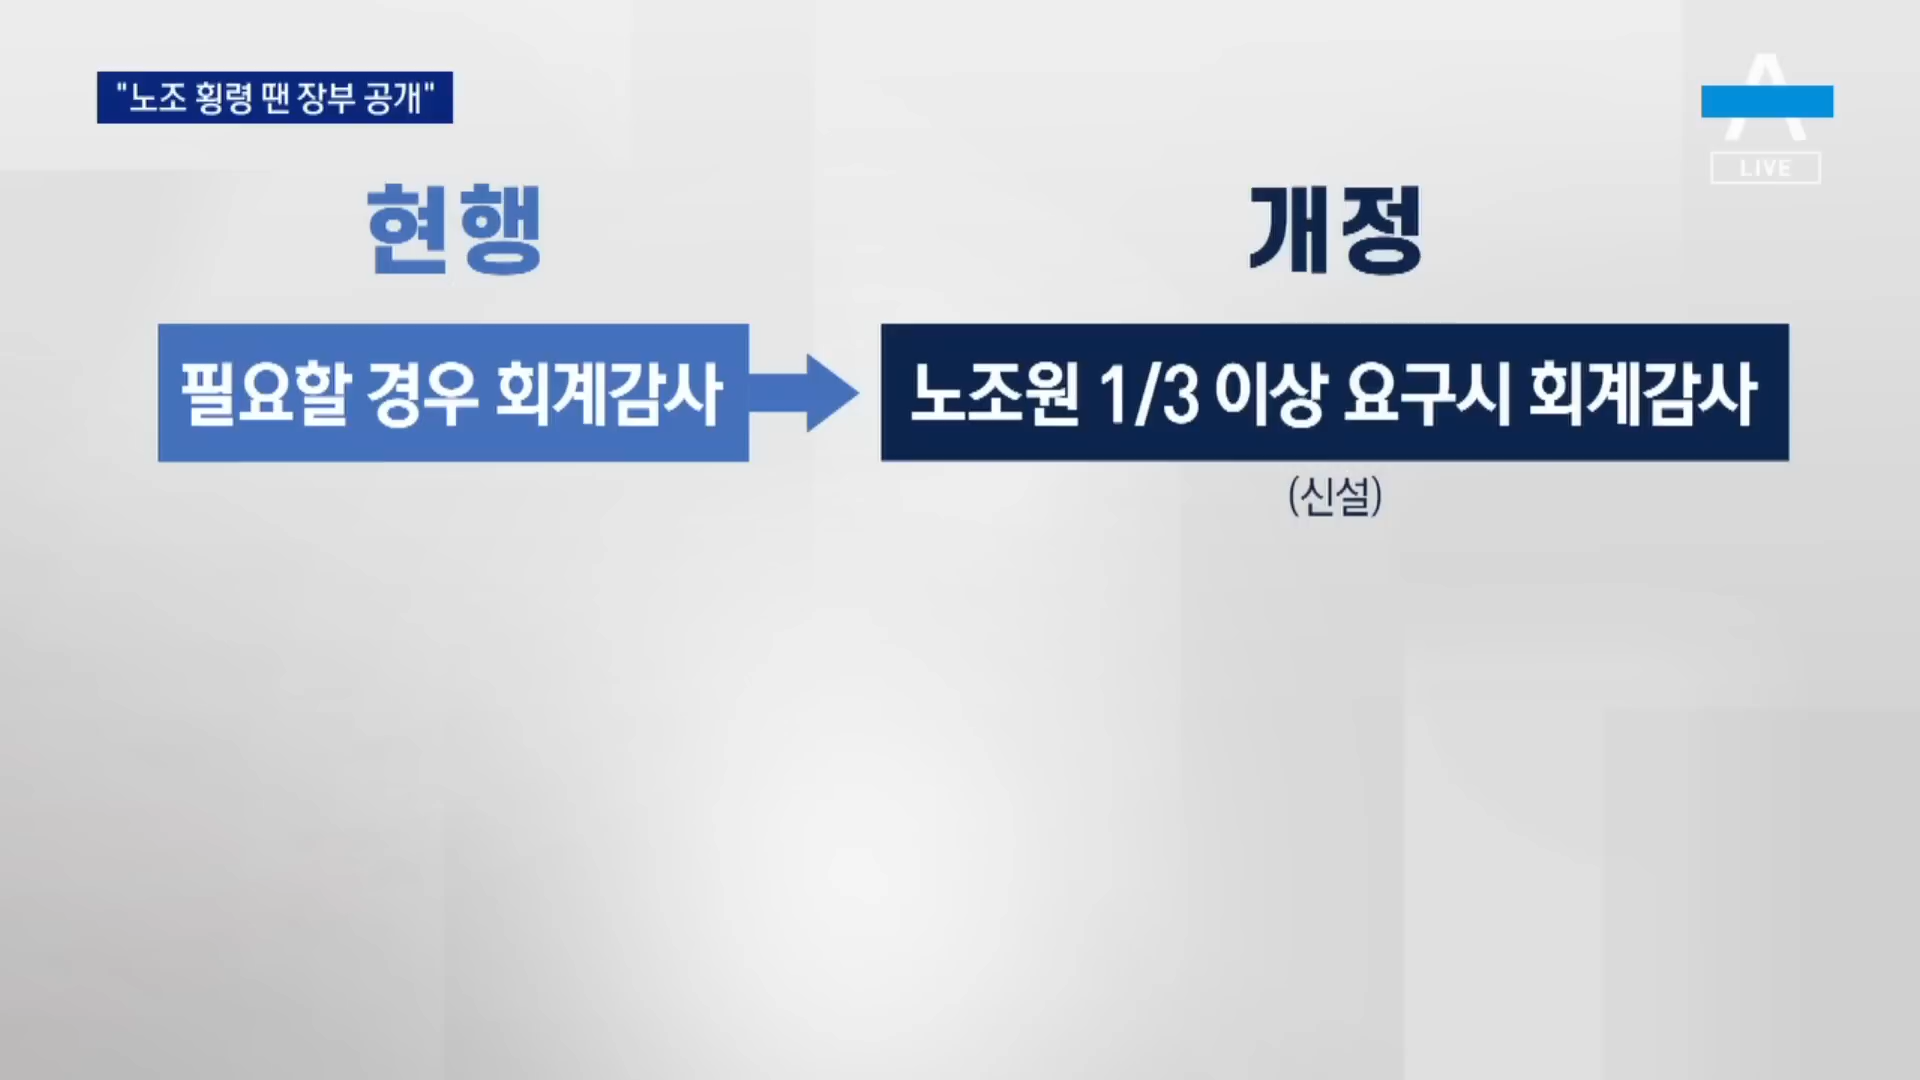 "노조 횡령 땐 장부 공개"
LIVE
현행
개정
필요할 경우 회계감사
노조원 1/3 이상 요구시 회계감사
(신설)